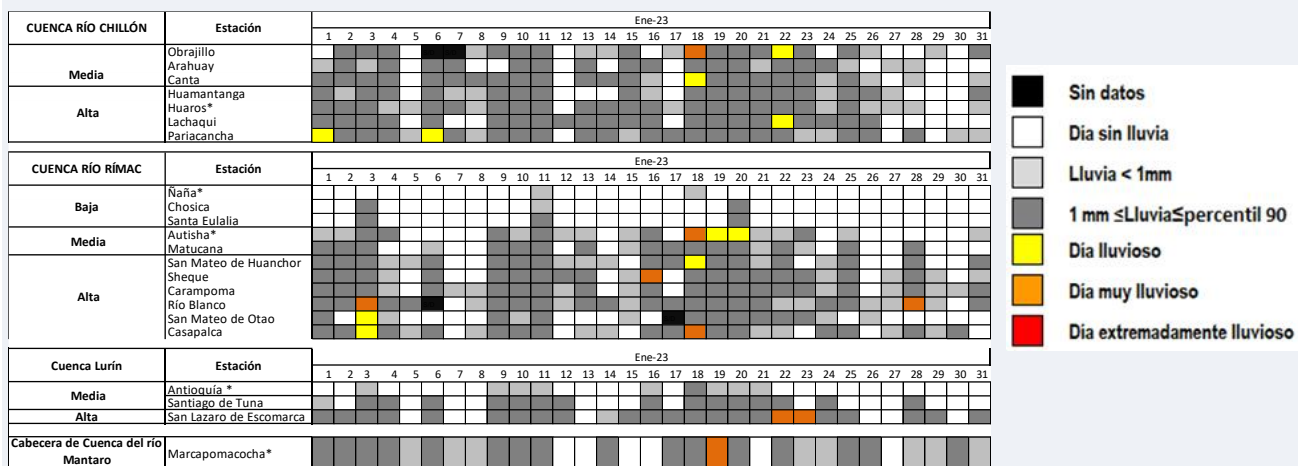 CUENCA RÍO CHILLÓN Estación Ene-23
1 2 3 4 5 6 7 8 9 10 11 12 13 14 15 16 17 18 19 20 21 22 23 24 25 26 27 28 29 30 31
Media
Obrajillo
Arahuay
Canta
Alta
Huamantanga
Huaros*
Lachaqui
Pariacancha
CUENCA RÍO RÍMAC Estación Ene-23
1 2 3 4 5 6 7 8 9 10 11 12 13 14 15 16 17 18 19 20 21 22 23 24 25 26 27 28 29 30 31
Baja
Ñaña*
Chosica
Santa Eulalia
Media
Autisha*
Matucana
Alta
San Mateo de Huanchor
Sheque
Carampoma
Río Blanco
San Mateo de Otao
Casapalca
Cuenca Lurín Estación Ene-23
1 2 3 4 5 6 7 8 9 10 11 12 13 14 15 16 17 18 19 20 21 22 23 24 25 26 27 28 29 30 31
Media
Antioquía *
Santiago de Tuna
Alta San Lazaro de Escomarca
Cabecera de Cuenca del río
Mantaro
Marcapomacocha*
Sin datos
Dia sin lluvia
Lluvia < 1mm
1 mm ≤Lluvia≤percentil 90
Dia lluvioso
Dia muy lluvioso
Dia extremadamente lluvioso